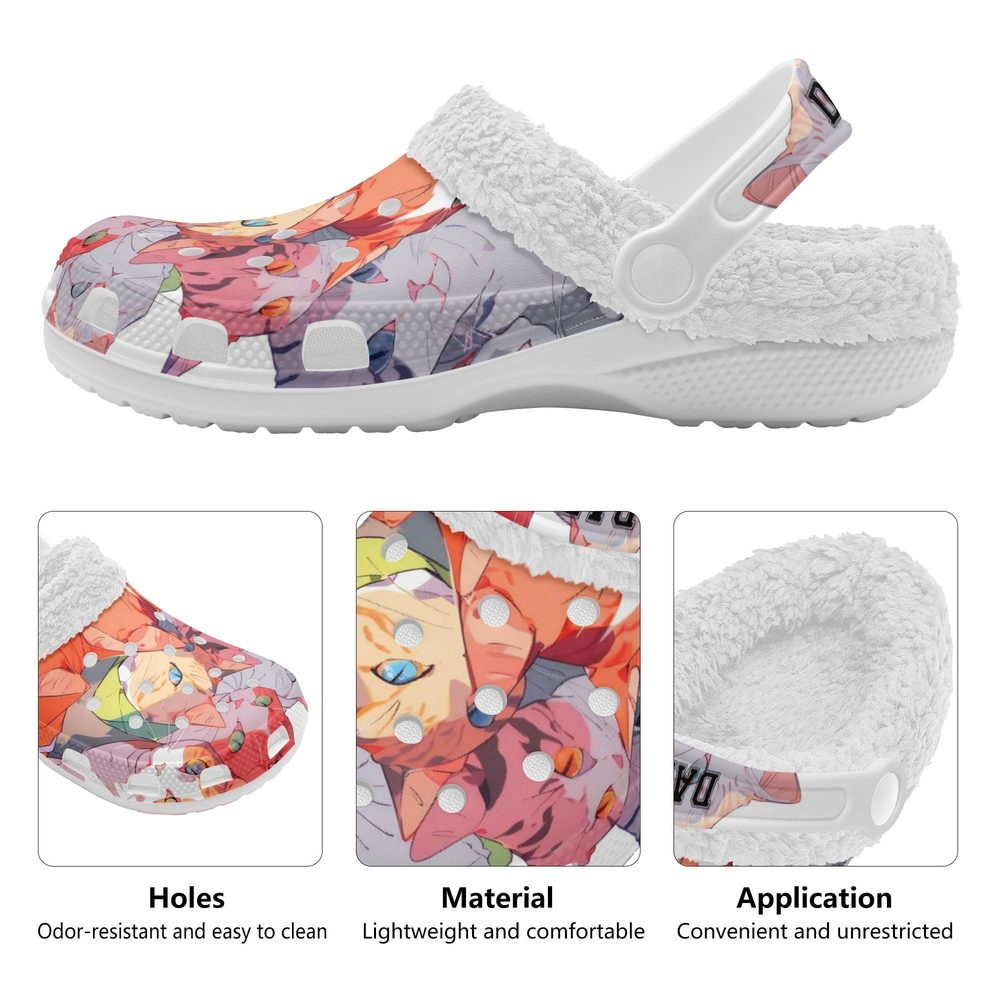 Holes
Odor-resistant and easy to clean
Material
Lightweight and comfortable
Application
Convenient and unrestricted